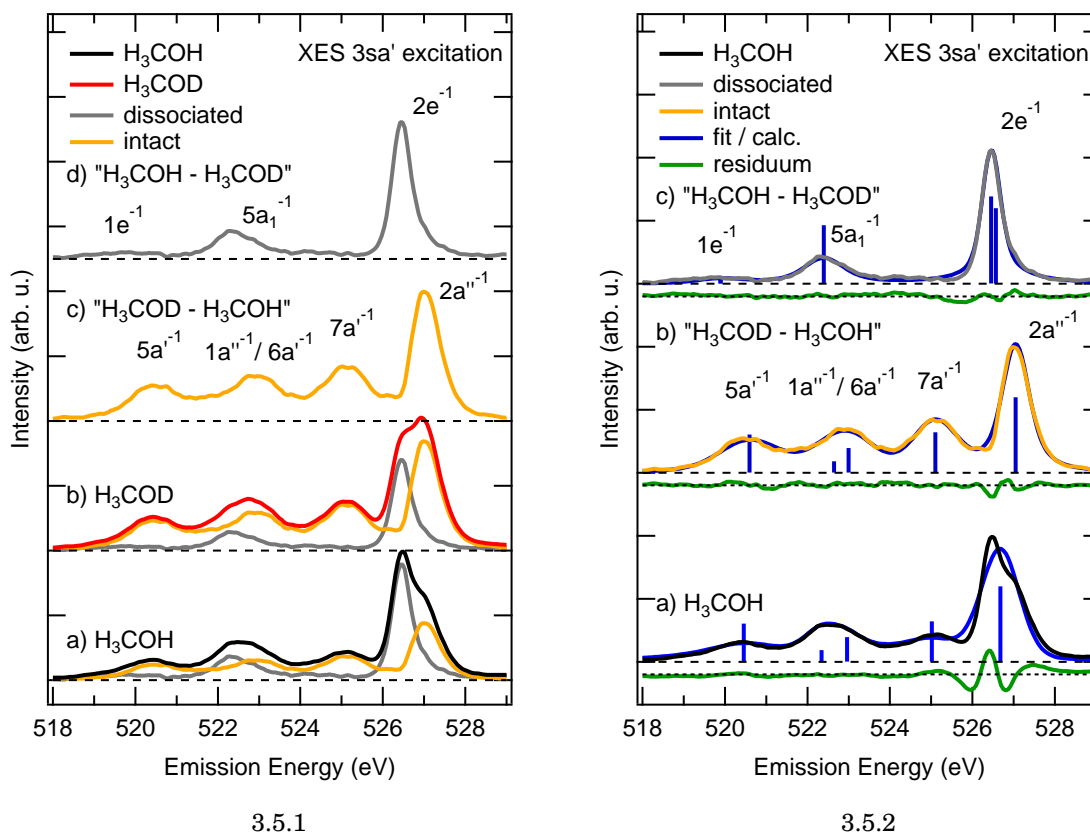 H₃COH
H₃COD
dissociated
intact
XES 3sa' excitation
2e⁻¹
d) "H₃COH - H₃COD"
1e⁻¹
5a₁⁻¹
c) "H₃COD - H₃COH"
2a''⁻¹
5a'⁻¹
1a''⁻¹/ 6a'⁻¹
7a'⁻¹
b) H₃COD
a) H₃COH
Intensity (arb. u.)
518 520 522 524 526 528
Emission Energy (eV)
3.5.1
H₃COH
dissociated
intact
fit / calc.
residuum
XES 3sa' excitation
2e⁻¹
c) "H₃COH - H₃COD"
1e⁻¹
5a₁⁻¹
b) "H₃COD - H₃COH"
2a''⁻¹
5a'⁻¹
1a''⁻¹/ 6a'⁻¹
7a'⁻¹
a) H₃COH
Intensity (arb. u.)
518 520 522 524 526 528
Emission Energy (eV)
3.5.2